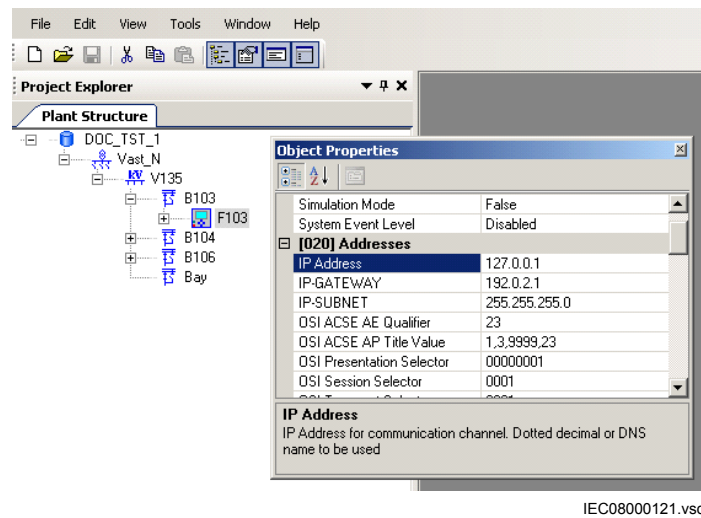 File Edit View Tools Window Help
Project Explorer
Plant Structure
DOC_TST_1
Vast_N
KV V135
B103
F103
B104
B106
Bay
Object Properties
Simulation Mode False
System Event Level Disabled
[020] Addresses
IP Address 127.0.0.1
IP-GATEWAY 192.0.2.1
IP-SUBNET 255.255.255.0
OSI ACSE AE Qualifier 23
OSI ACSE AP Title Value 1,3,9999,23
OSI Presentation Selector 00000001
OSI Session Selector 0001
IP Address
IP Address for communication channel. Dotted decimal or DNS
name to be used
IEC08000121.vsd